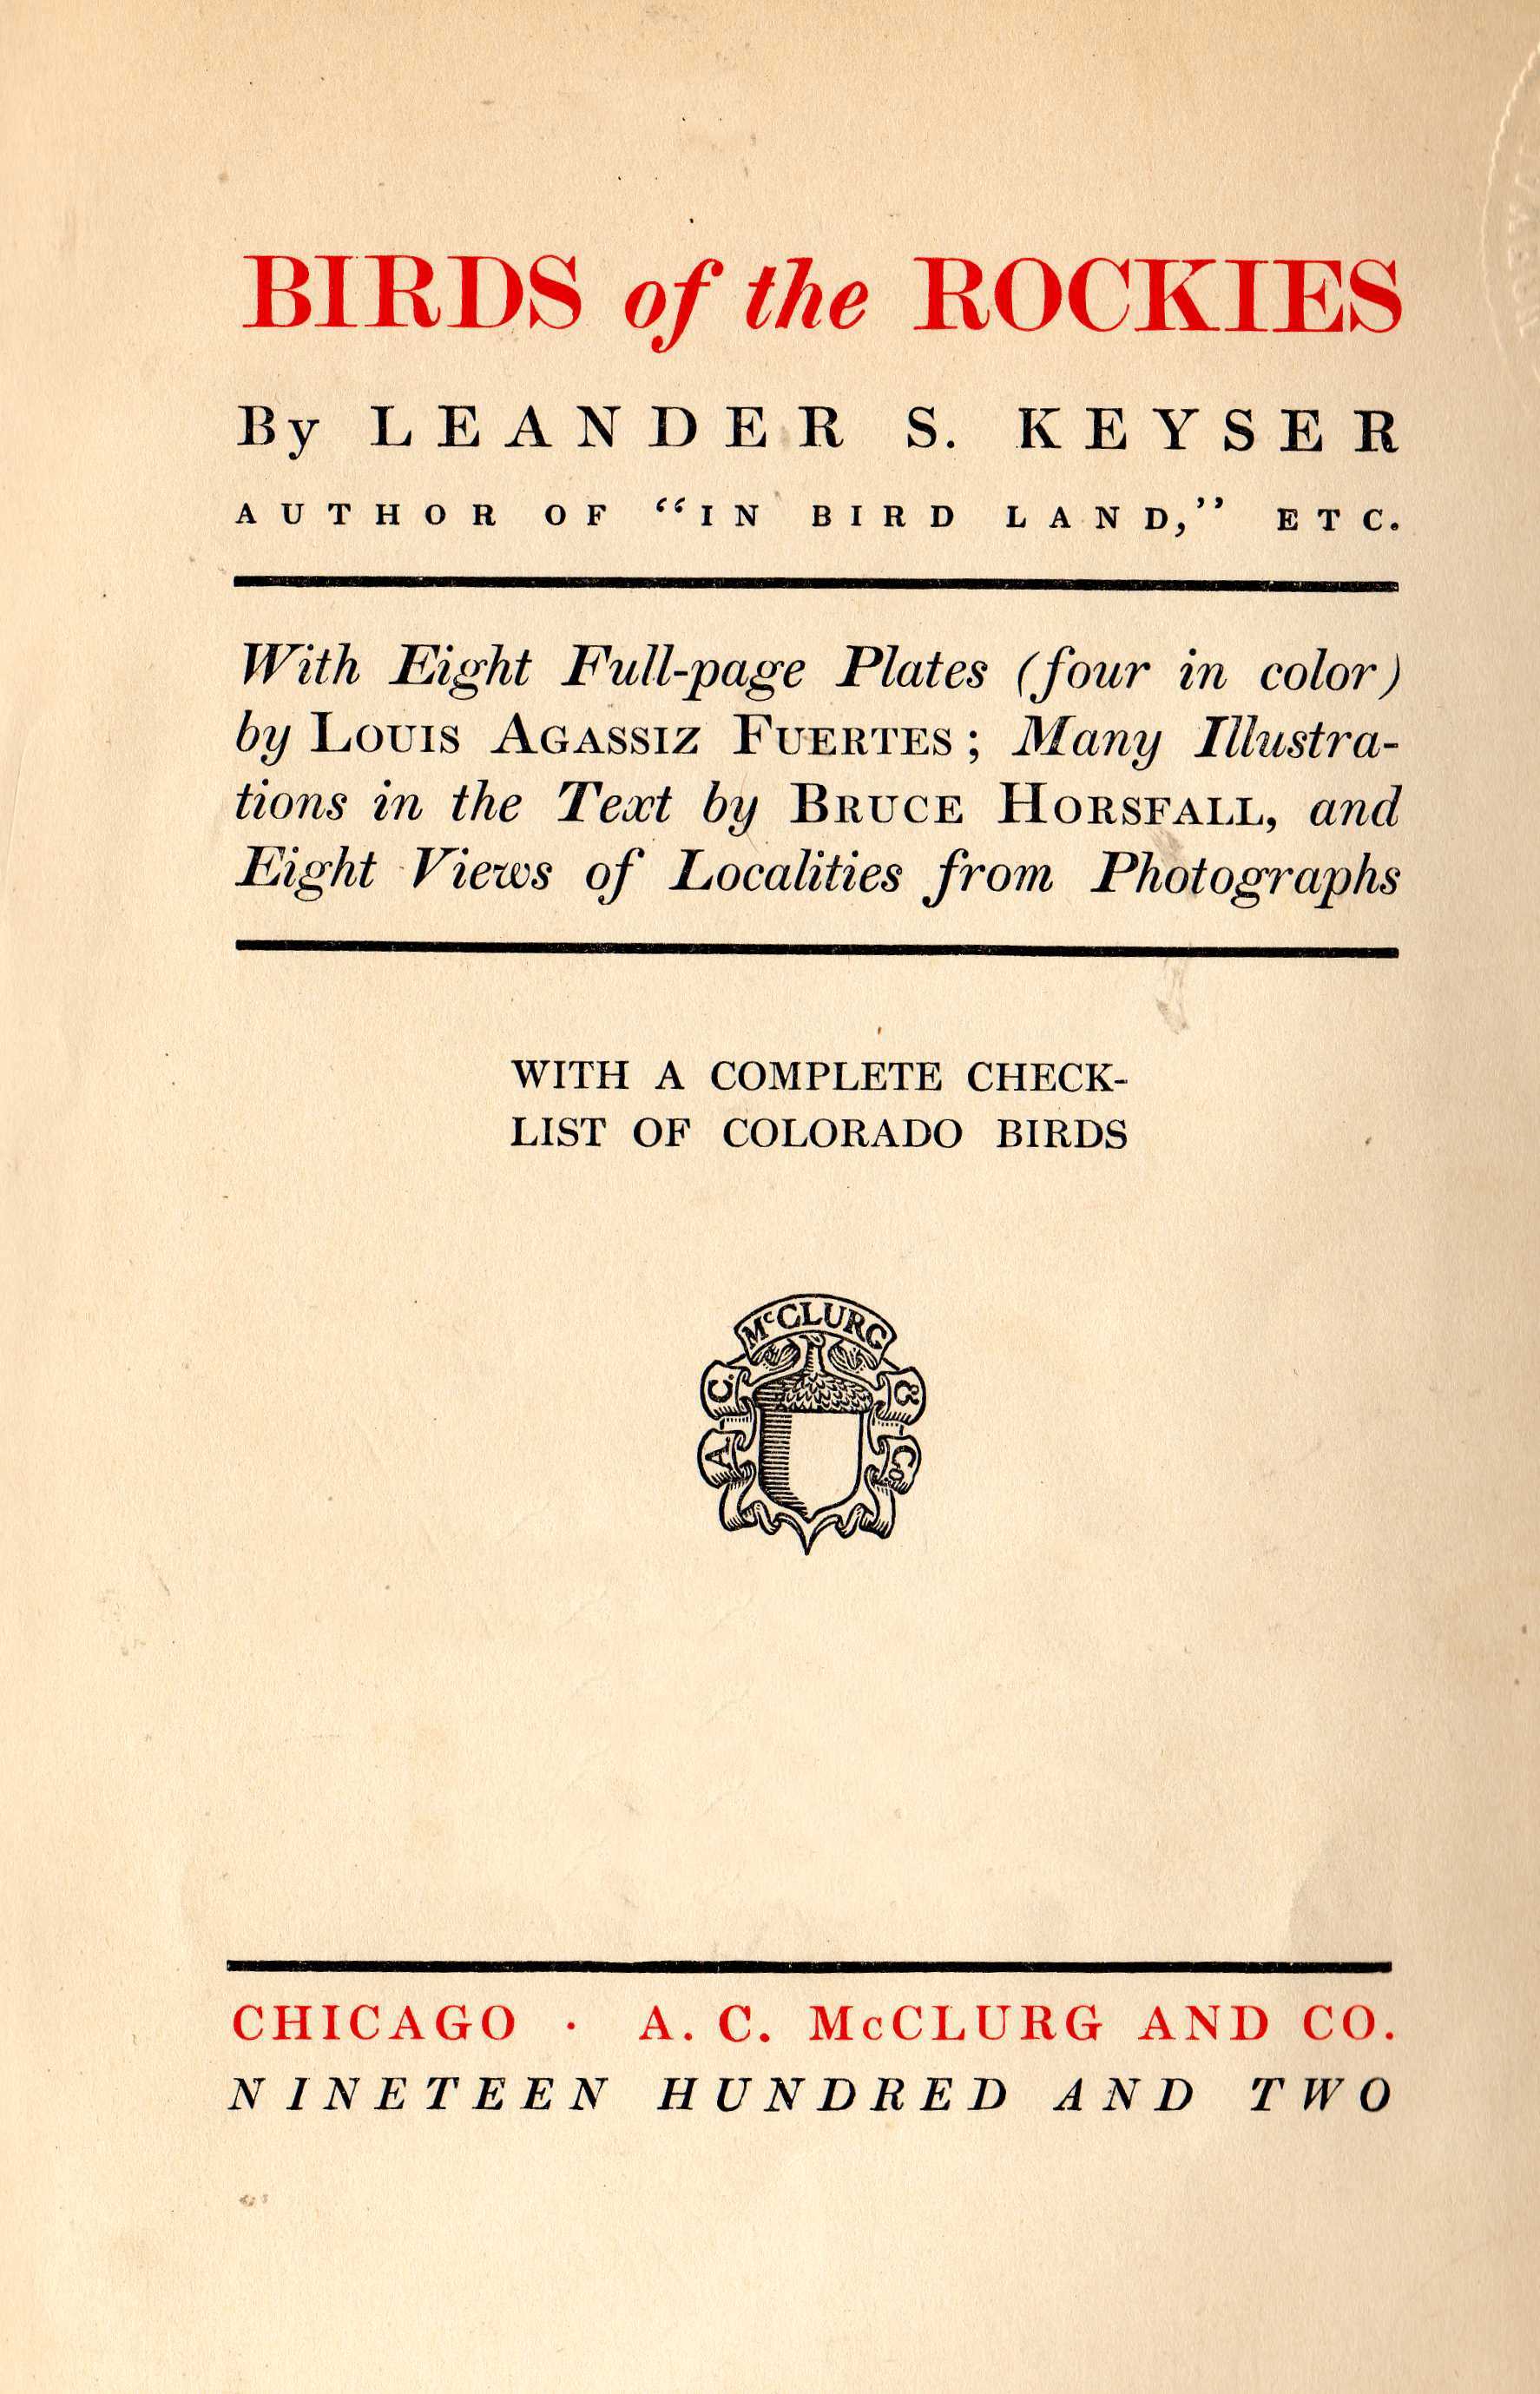 BIRDS of the ROCKIES
By LEANDER S. KEYSER
AUTHOR OF “IN BIRD LAND,” ETC.
With Eight Full-page Plates (four in color)
by LOUIS AGASSIZ FUERTES; Many Illustra-
tions in the Text by BRUCE HORSFALL, and
Eight Views of Localities from Photographs
WITH A COMPLETE CHECK-
LIST OF COLORADO BIRDS
A. C. McCLURG & Co
CHICAGO · A. C. McCLURG AND CO.
NINETEEN HUNDRED AND TWO